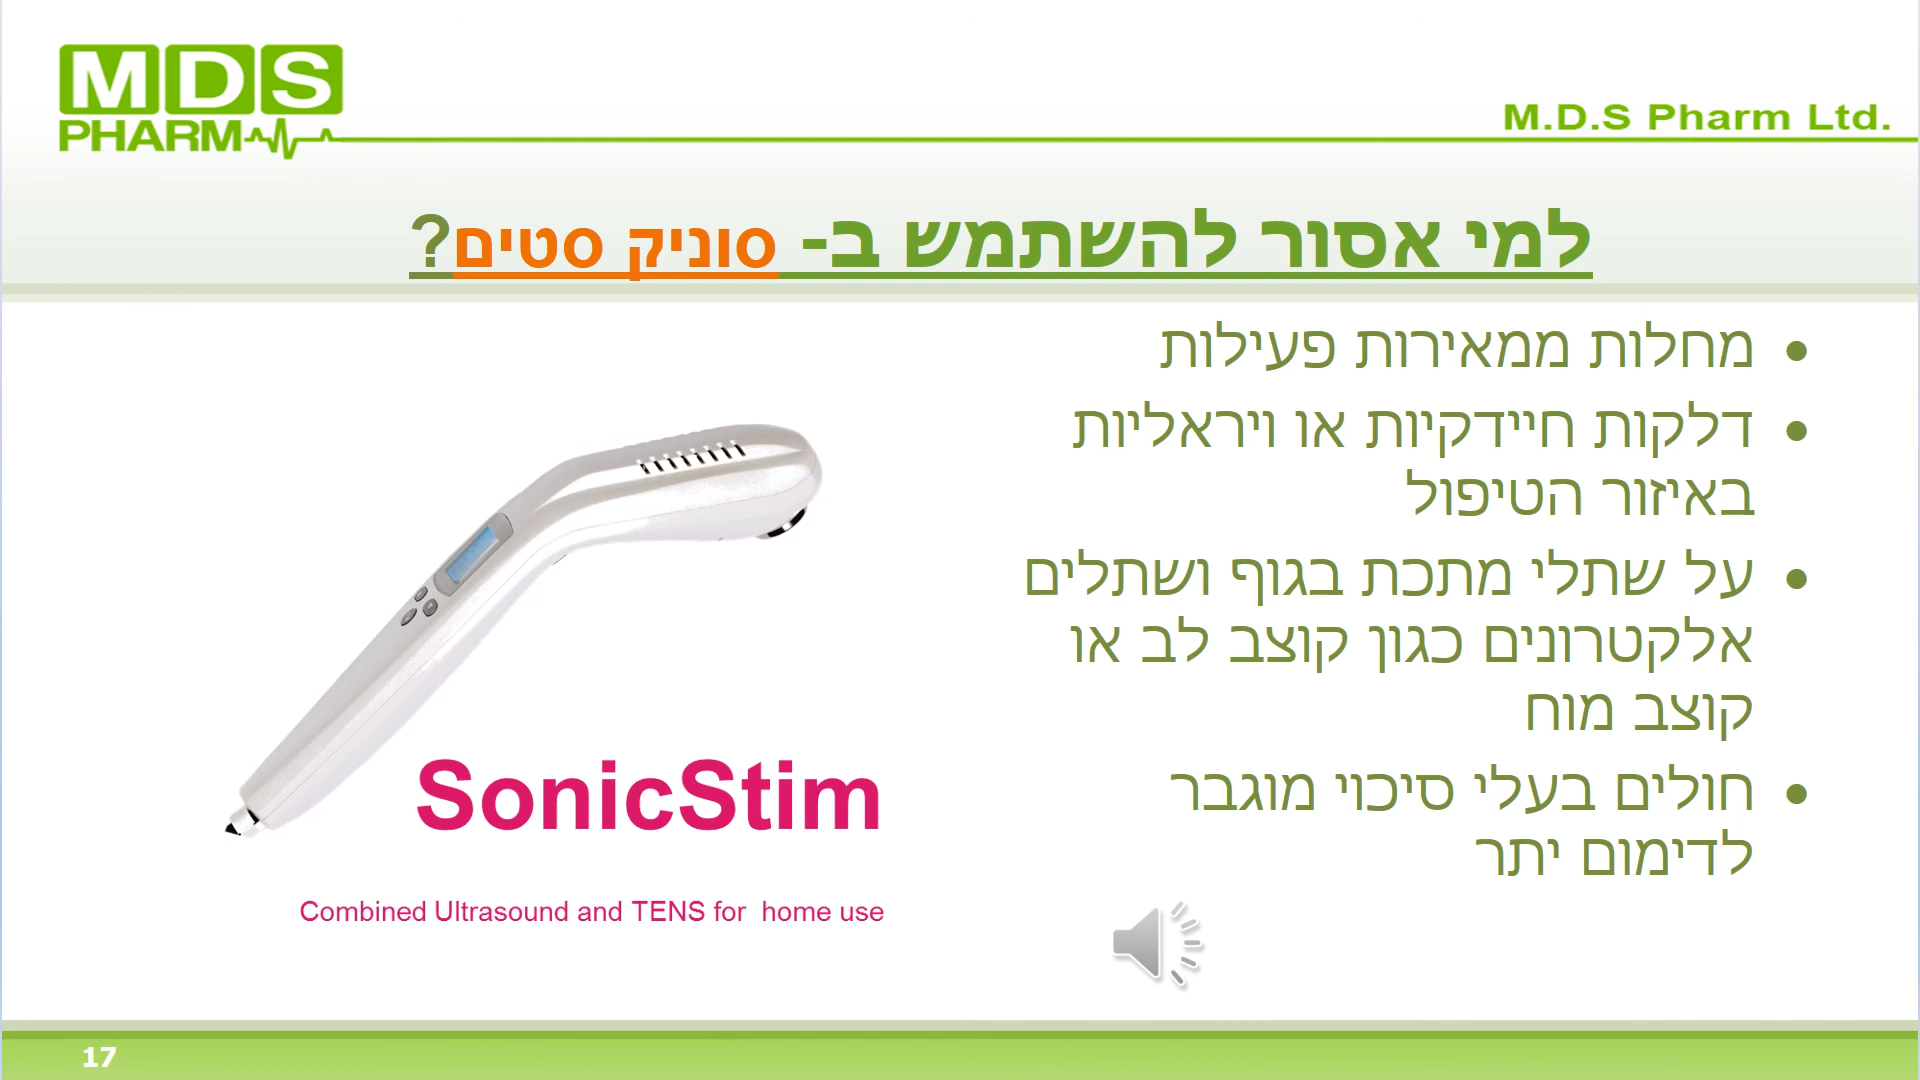 MDS
PHARM
M.D.S Pharm Ltd.
למי אסור להשתמש ב- סוניק סטים?
• מחלות ממאירות פעילות
• דלקות חיידקיות או ויראליות
באיזור הטיפול
• על שתלי מתכת בגוף ושתלים
אלקטרונים כגון קוצב לב או
קוצב מוח
• חולים בעלי סיכוי מוגבר
לדימום יתר
SonicStim
Combined Ultrasound and TENS for home use
17